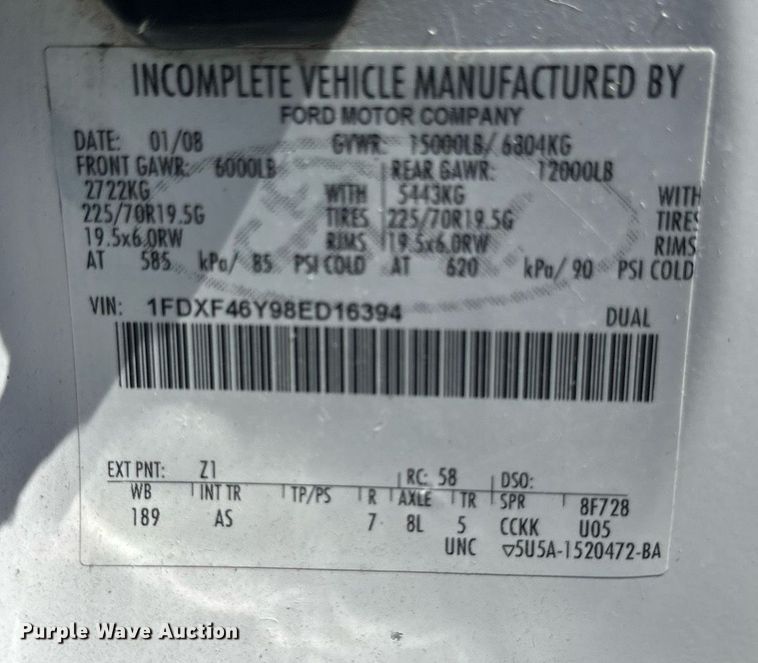 INCOMPLETE VEHICLE MANUFACTURED BY
FORD MOTOR COMPANY
DATE: 01/08 GVWR: 15000LB/ 6804KG
FRONT GAWR: 6000LB REAR GAWR: 12000LB
2722KG WITH 5443KG WITH
225/70R19.5G TIRES 225/70R19.5G TIRES
19.5x6.0RW RIMS 19.5x6.0RW RIMS
AT 585 kPa/ 85 PSI COLD AT 620 kPa/ 90 PSI COLD
VIN: 1FDXF46Y98ED16394 DUAL
EXT PNT: Z1 RC: 58 DSO:
WB INT TR TP/PS R AXLE TR SPR 8F728
189 AS 7 8L 5 CCKK U05
UNC ▽5U5A-1520472-BA
Purple Wave Auction